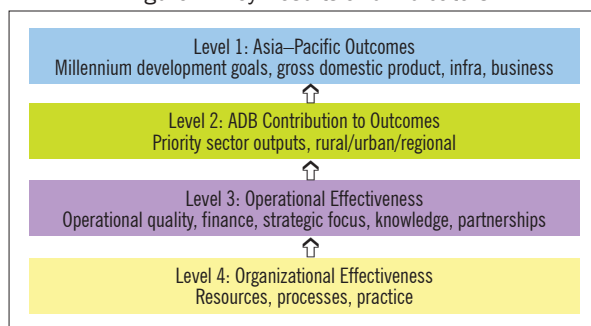 Level 1: Asia–Pacific Outcomes
Millennium development goals, gross domestic product, infra, business
Level 2: ADB Contribution to Outcomes
Priority sector outputs, rural/urban/regional
Level 3: Operational Effectiveness
Operational quality, finance, strategic focus, knowledge, partnerships
Level 4: Organizational Effectiveness
Resources, processes, practice